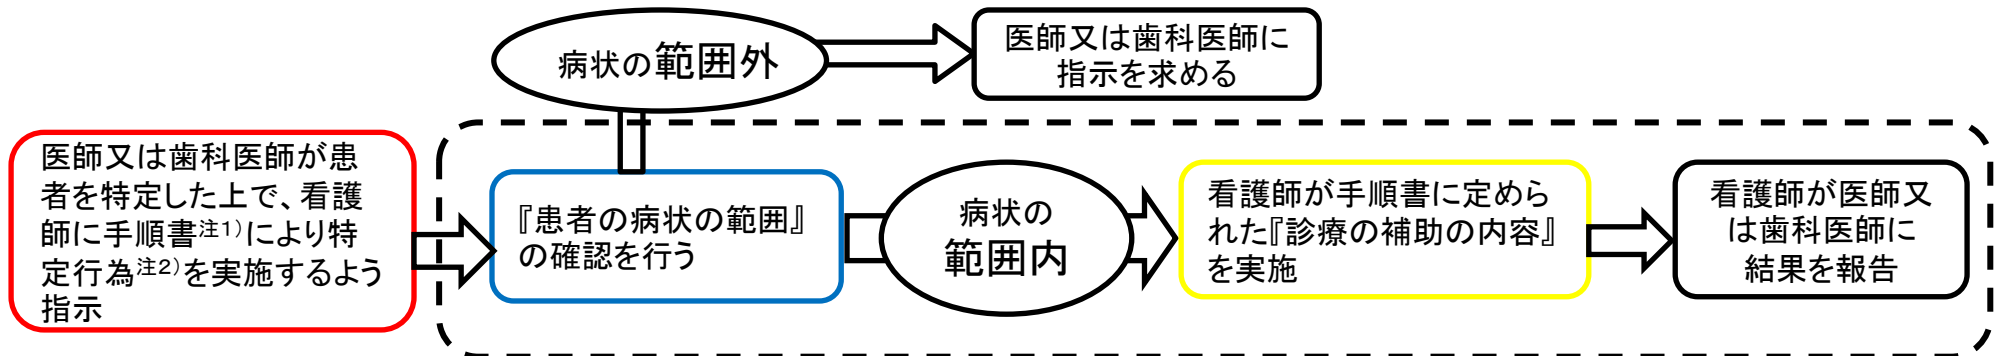 病状の範囲外
医師又は歯科医師に
指示を求める
医師又は歯科医師が患
者を特定した上で、看護
師に手順書注1)により特
定行為注2)を実施するよう
指示
『患者の病状の範囲』
の確認を行う
病状の
範囲内
看護師が手順書に定めら
れた『診療の補助の内容』
を実施
看護師が医師又
は歯科医師に
結果を報告